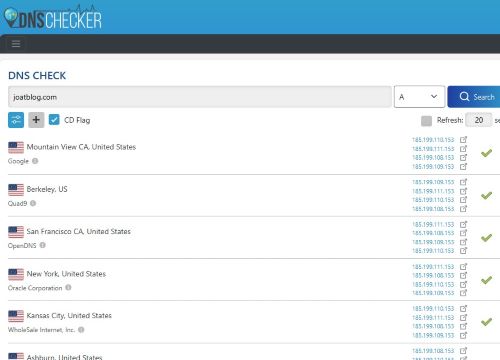 DNSCHECKER
DNS CHECK
joatblog.com
A
Search
+
CD Flag
Refresh: 20 se
Mountain View CA, United States
Google
185.199.110.153
185.199.111.153
185.199.108.153
185.199.109.153
Berkeley, US
Quad9
185.199.109.153
185.199.111.153
185.199.110.153
185.199.108.153
San Francisco CA, United States
OpenDNS
185.199.111.153
185.199.108.153
185.199.109.153
185.199.110.153
New York, United States
Oracle Corporation
185.199.111.153
185.199.108.153
185.199.110.153
185.199.109.153
Kansas City, United States
WholeSale Internet, Inc.
185.199.110.153
185.199.111.153
185.199.108.153
185.199.109.153
Ashburn, United States
185.199.108.153
185.199.110.153